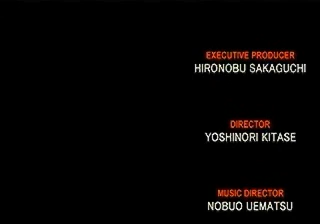 EXECUTIVE PRODUCER
HIRONOBU SAKAGUCHI
DIRECTOR
YOSHINORI KITASE
MUSIC DIRECTOR
NOBUO UEMATSU